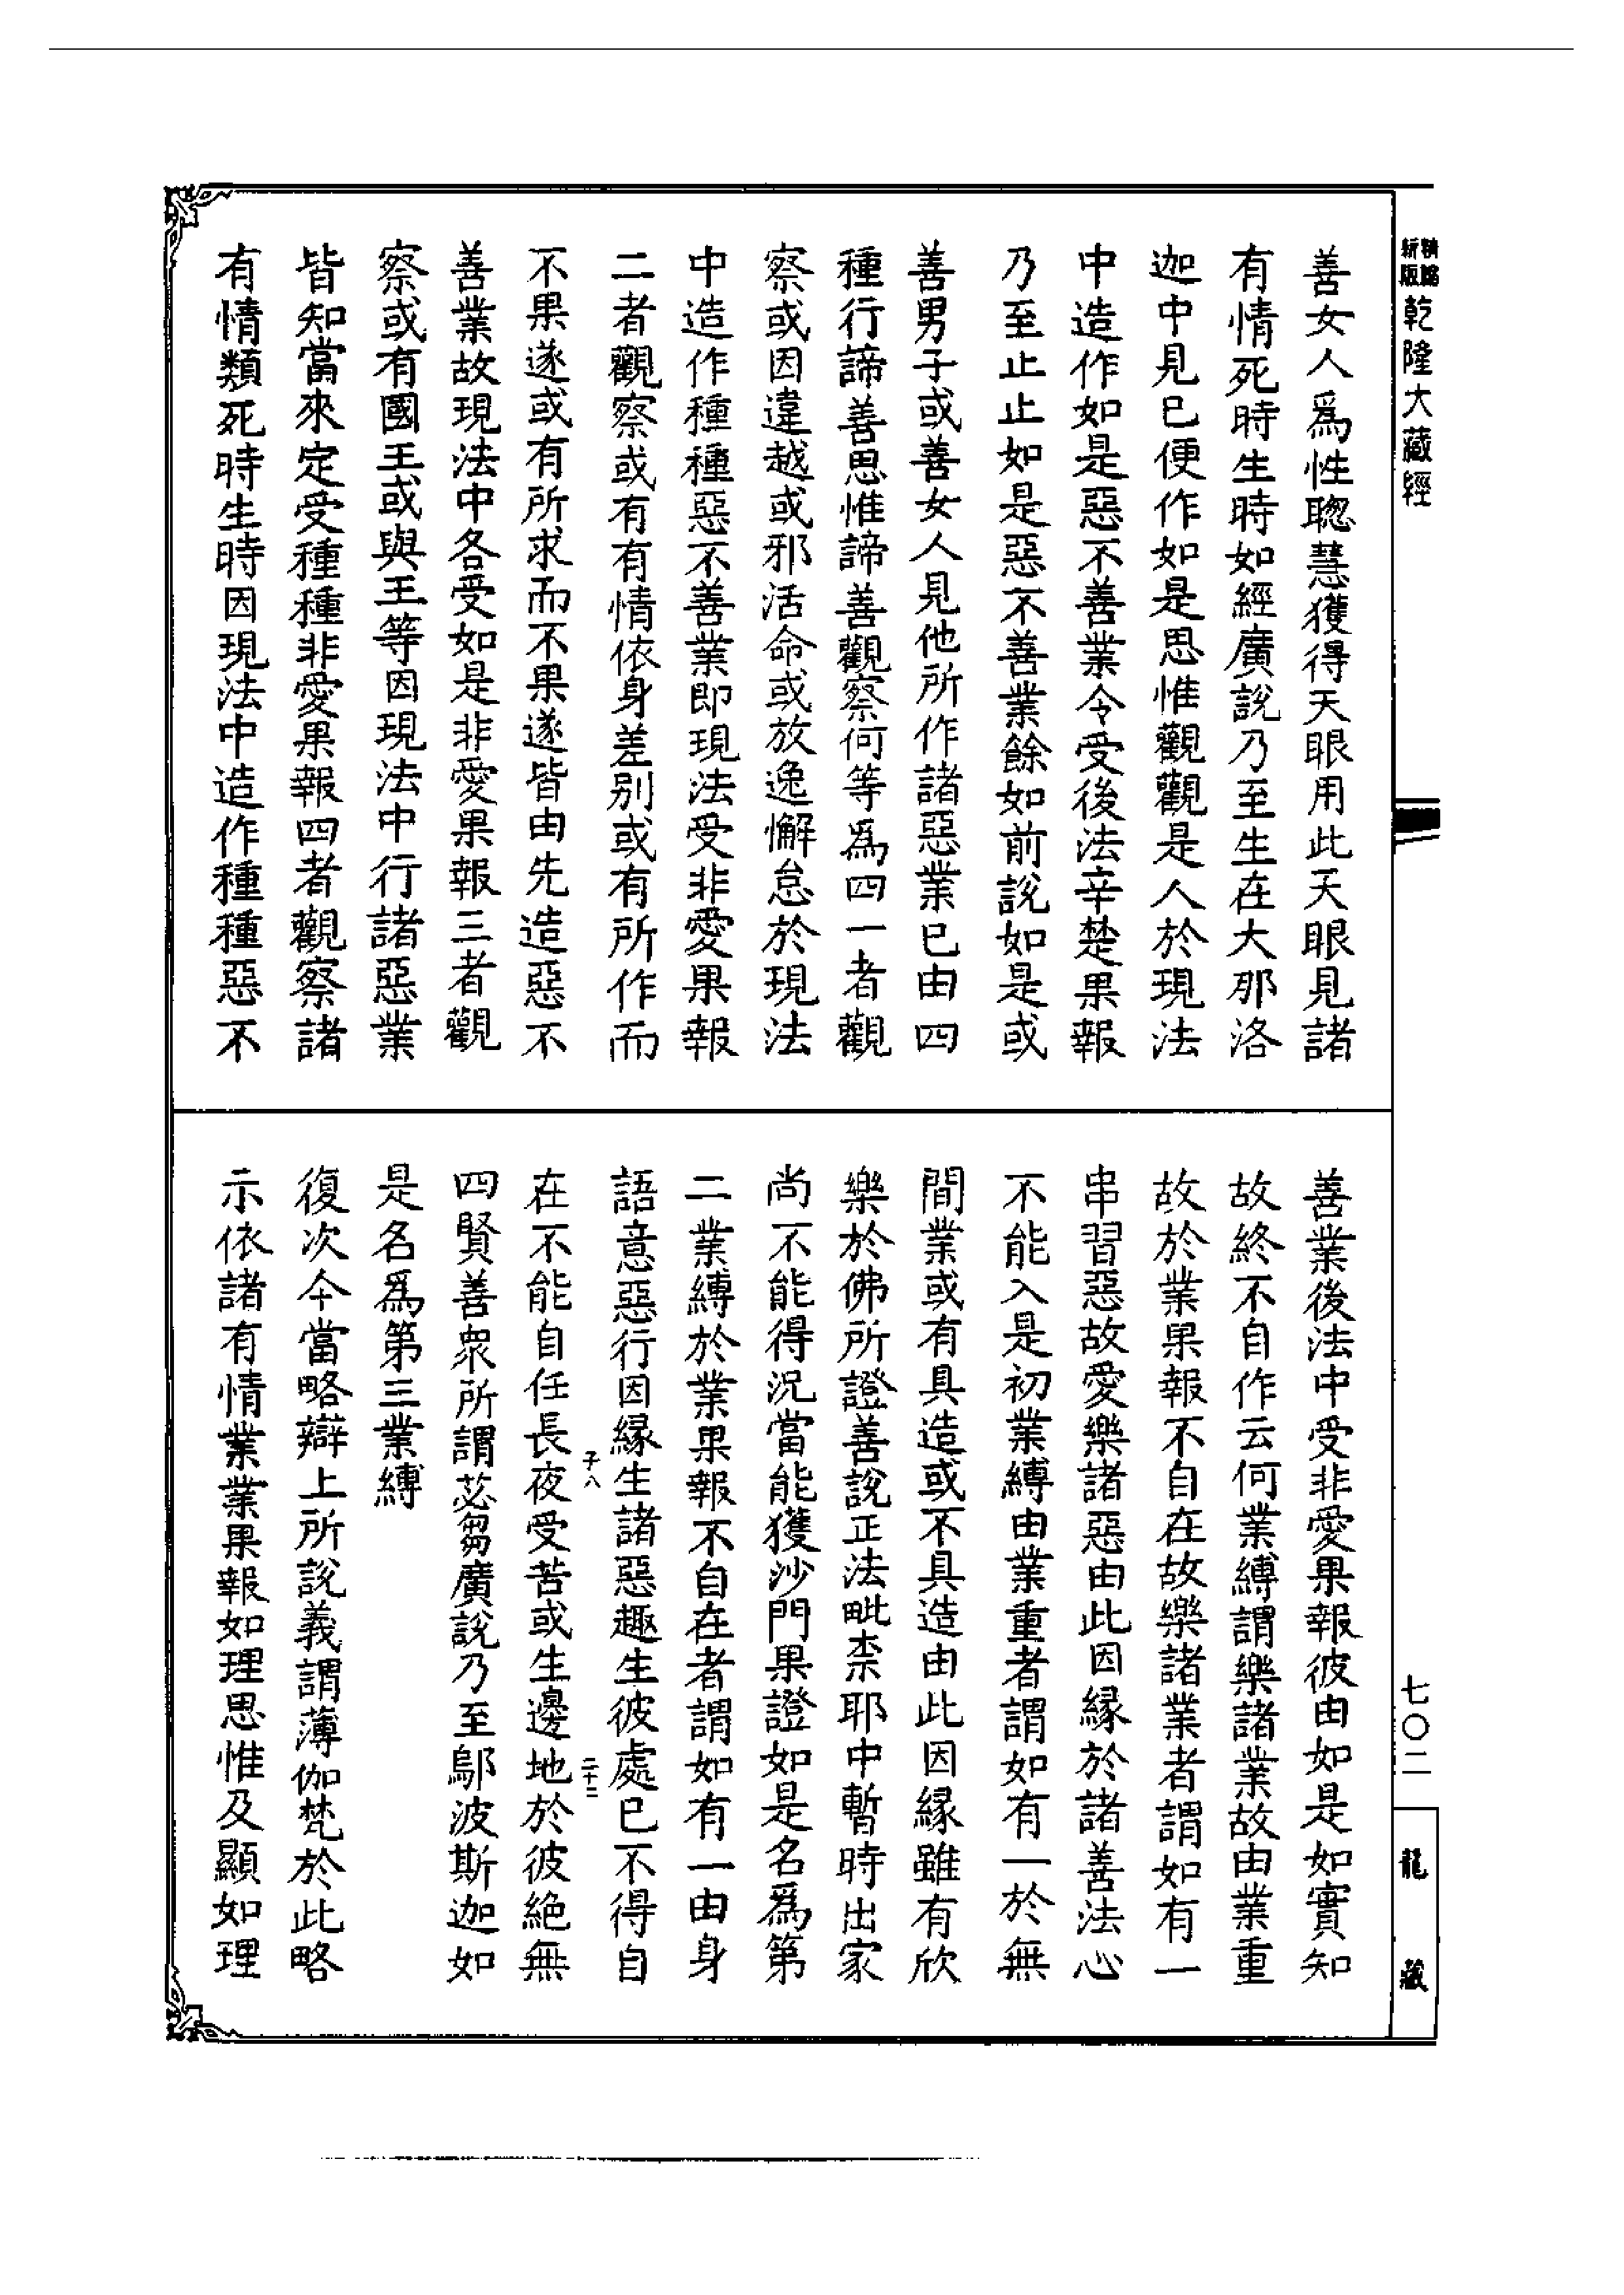 乾隆大藏經
善女人爲性聰慧獲得天眼用此天眼見諸
有情死時生時如經廣說乃至生在大那洛
迦中見已便作如是思惟觀觀是人於現法
中造作如是惡不善業令受後法辛楚果報
乃至止止如是惡不善業餘如前說如是或
善男子或善女人見他所作諸惡業已由四
種行諦善思惟諦善觀察何等爲四一者觀
察或因違越或邪活命或放逸懈怠於現法
中造作種種惡不善業即現法受非愛果報
二者觀察或有有情依身差別或有所作而
不果遂或有所求而不果遂皆由先造惡不
善業故現法中各受如是非愛果報三者觀
察或有國王或與王等因現法中行諸惡業
皆知當來定受種種非愛果報四者觀察諸
有情類死時生時因現法中造作種種惡不
善業後法中受非愛果報彼由如是如實知
故終不自作云何業縛謂樂諸業故由業重
故於業果報不自在故樂諸業者謂如有一
串習惡故愛樂諸惡由此因緣於諸善法心
不能入是初業縛由業重者謂如有一於無
間業或有具造或不具造由此因緣雖有欣
樂於佛所證善說正法毗柰耶中暫時出家
尚不能得況當能獲沙門果證如是名爲第
二業縛於業果報不自在者謂如有一由身
語意惡行因緣生諸惡趣生彼處已不得自
子八
二十二
在不能自任長夜受苦或生邊地於彼絕無
四賢善衆所謂苾芻廣說乃至鄔波斯迦如
是名爲第三業縛
復次今當略辯上所說義謂薄伽梵於此略
示依諸有情業業果報如理思惟及顯如理
七〇二
龍藏